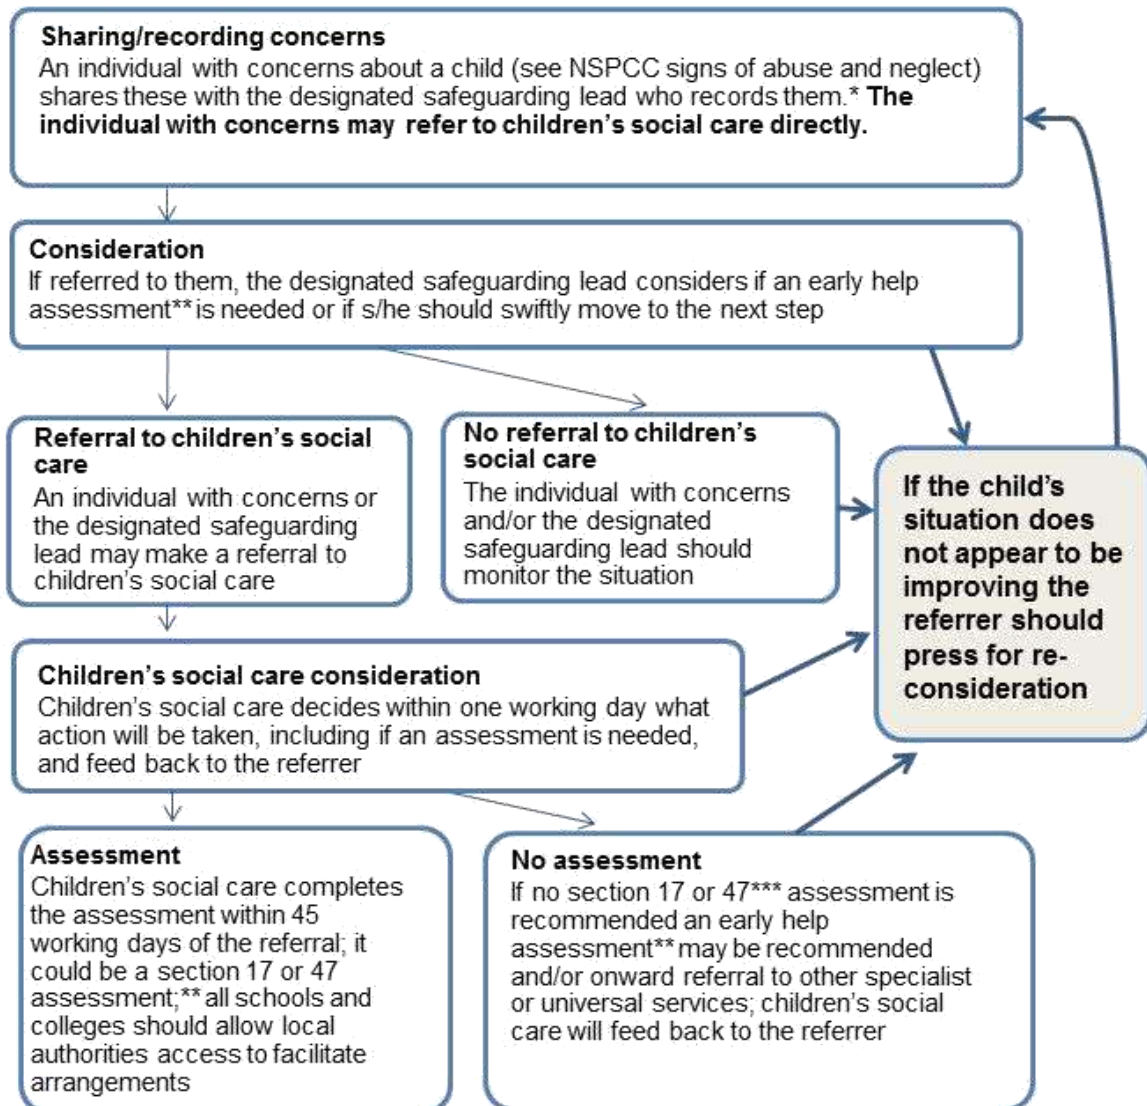 Sharing/recording concerns
An individual with concerns about a child (see NSPCC signs of abuse and neglect)
shares these with the designated safeguarding lead who records them.* The
individual with concerns may refer to children's social care directly.
Consideration
If referred to them, the designated safeguarding lead considers if an early help
assessment** is needed or if s/he should swiftly move to the next step
Referral to children's social
care
An individual with concerns or
the designated safeguarding
lead may make a referral to
children's social care
No referral to children's
social care
The individual with concerns
and/or the designated
safeguarding lead should
monitor the situation
If the child's
situation does
not appear to be
improving the
referrer should
press for re-
consideration
Children's social care consideration
Children's social care decides within one working day what
action will be taken, including if an assessment is needed,
and feed back to the referrer
Assessment
Children's social care completes
the assessment within 45
working days of the referral; it
could be a section 17 or 47
assessment;** all schools and
colleges should allow local
authorities access to facilitate
arrangements
No assessment
If no section 17 or 47*** assessment is
recommended an early help
assessment** may be recommended
and/or onward referral to other specialist
or universal services; children's social
care will feed back to the referrer